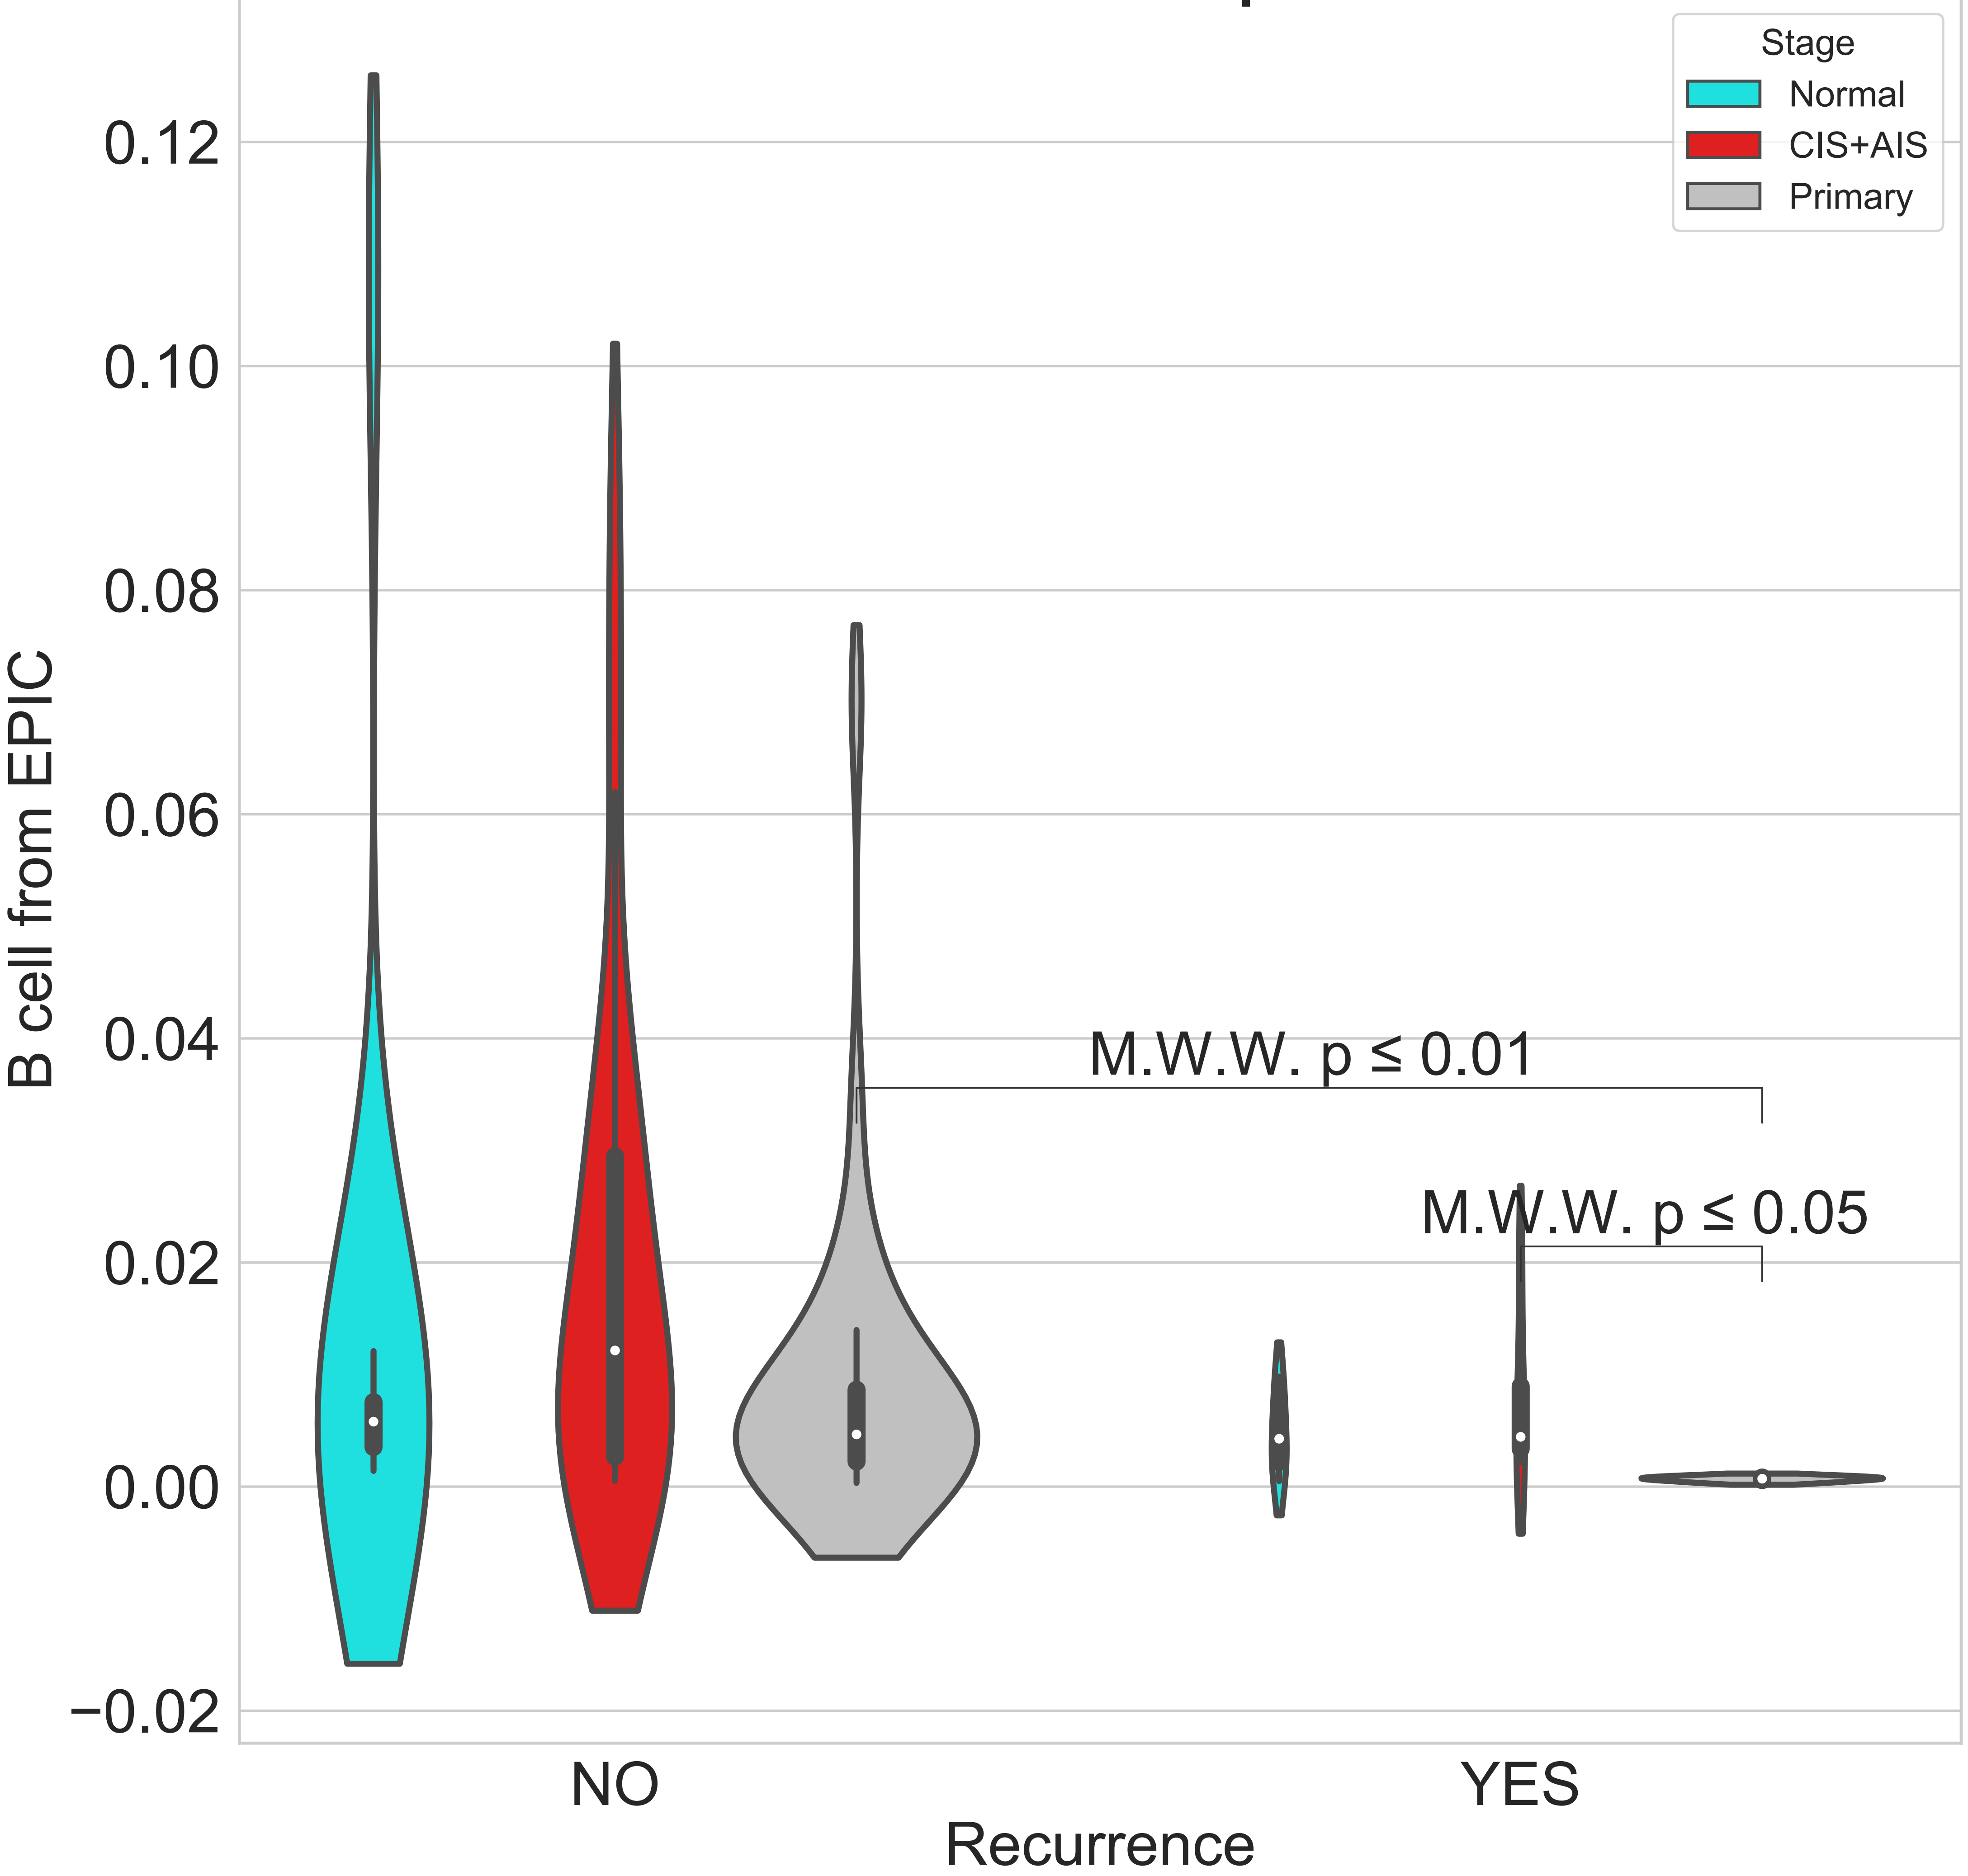 Stage
Normal
CIS+AIS
Primary
0.12
0.10
0.08
0.06
0.04
0.02
0.00
−0.02
B cell from EPIC
M.W.W. p ≤ 0.01
M.W.W. p ≤ 0.05
NO
YES
Recurrence